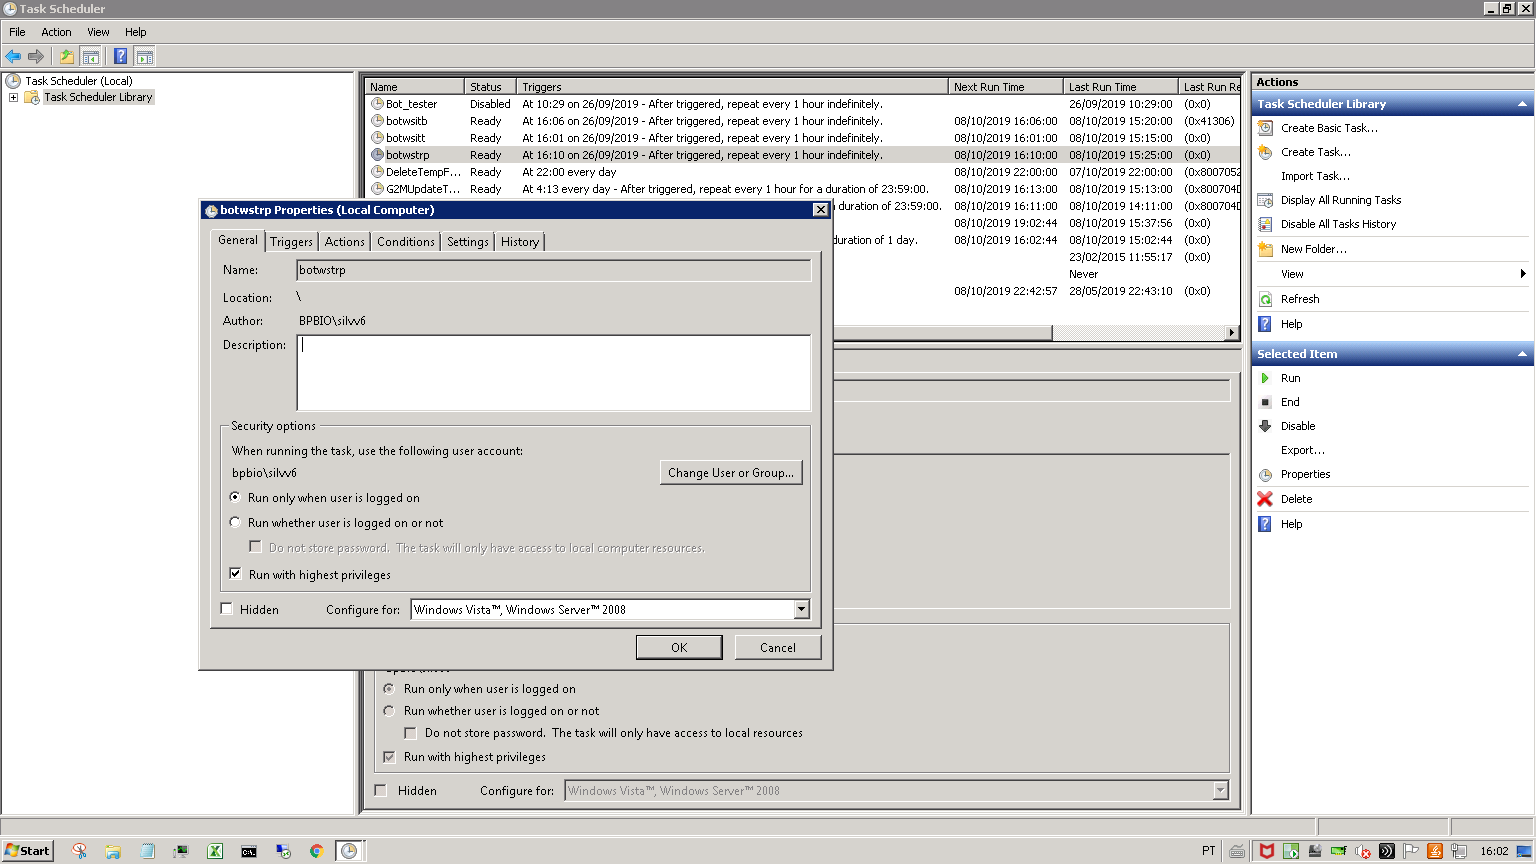 Task Scheduler
File Action View Help
Task Scheduler (Local)
Task Scheduler Library
Name Status Triggers Next Run Time Last Run Time Last Run Re
Bot_tester Disabled At 10:29 on 26/09/2019 - After triggered, repeat every 1 hour indefinitely. 26/09/2019 10:29:00 (0x0)
botwsitb Ready At 16:06 on 26/09/2019 - After triggered, repeat every 1 hour indefinitely. 08/10/2019 16:06:00 08/10/2019 15:20:00 (0x41306)
botwsitt Ready At 16:01 on 26/09/2019 - After triggered, repeat every 1 hour indefinitely. 08/10/2019 16:01:00 08/10/2019 15:15:00 (0x0)
botwstrp Ready At 16:10 on 26/09/2019 - After triggered, repeat every 1 hour indefinitely. 08/10/2019 16:10:00 08/10/2019 15:25:00 (0x0)
DeleteTempF... Ready At 22:00 every day 08/10/2019 22:00:00 07/10/2019 22:00:00 (0x8007052
G2MUpdateT... Ready At 4:13 every day - After triggered, repeat every 1 hour for a duration of 23:59:00. 08/10/2019 16:13:00 08/10/2019 15:13:00 (0x800704D
duration of 23:59:00. 08/10/2019 16:11:00 08/10/2019 14:11:00 (0x800704D
08/10/2019 19:02:44 08/10/2019 15:37:56 (0x0)
duration of 1 day. 08/10/2019 16:02:44 08/10/2019 15:02:44 (0x0)
23/02/2015 11:55:17 (0x0)
Never
08/10/2019 22:42:57 28/05/2019 22:43:10 (0x0)
botwstrp Properties (Local Computer)
General Triggers Actions Conditions Settings History
Name: botwstrp
Location: \
Author: BPBIO\silvv6
Description:
Security options
When running the task, use the following user account:
bpbio\silvv6
Change User or Group...
Run only when user is logged on
Run whether user is logged on or not
Do not store password. The task will only have access to local computer resources.
Run with highest privileges
Hidden Configure for: Windows Vista™, Windows Server™ 2008
OK Cancel
Run only when user is logged on
Run whether user is logged on or not
Do not store password. The task will only have access to local resources
Run with highest privileges
Hidden Configure for: Windows Vista™, Windows Server™ 2008
Actions
Task Scheduler Library
Create Basic Task...
Create Task...
Import Task...
Display All Running Tasks
Disable All Tasks History
New Folder...
View
Refresh
Help
Selected Item
Run
End
Disable
Export...
Properties
Delete
Help
Start PT 16:02